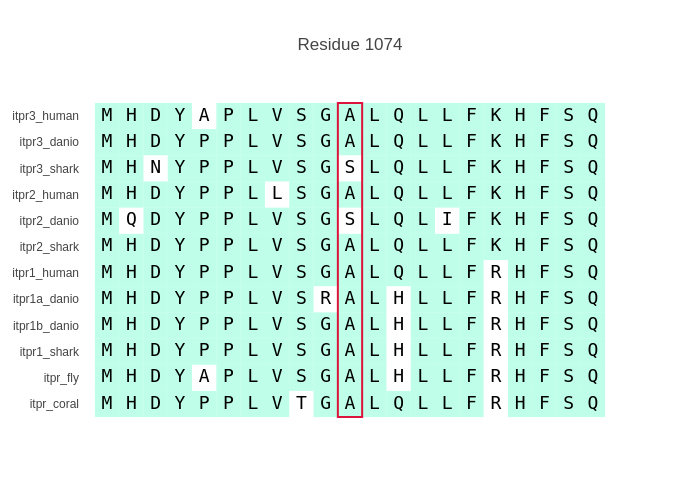 Residue 1074
itpr3_human M H D Y A P L V S G A L Q L L F K H F S Q
itpr3_danio M H D Y P P L V S G A L Q L L F K H F S Q
itpr3_shark M H N Y P P L V S G S L Q L L F K H F S Q
itpr2_human M H D Y P P L L S G A L Q L L F K H F S Q
itpr2_danio M Q D Y P P L V S G S L Q L I F K H F S Q
itpr2_shark M H D Y P P L V S G A L Q L L F K H F S Q
itpr1_human M H D Y P P L V S G A L Q L L F R H F S Q
itpr1a_danio M H D Y P P L V S R A L H L L F R H F S Q
itpr1b_danio M H D Y P P L V S G A L H L L F R H F S Q
itpr1_shark M H D Y P P L V S G A L H L L F R H F S Q
itpr_fly M H D Y A P L V S G A L H L L F R H F S Q
itpr_coral M H D Y P P L V T G A L Q L L F R H F S Q